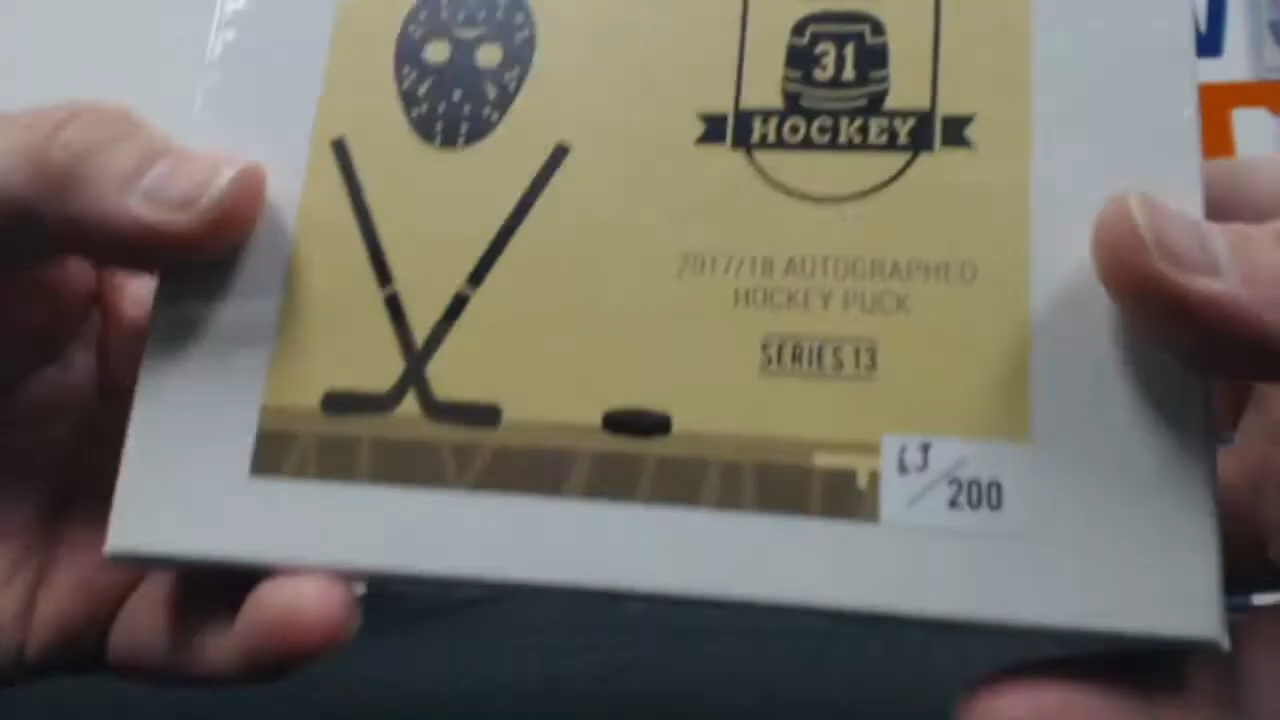 31
HOCKEY
2017/18 AUTOGRAPHED
HOCKEY PUCK
SERIES 13
/200